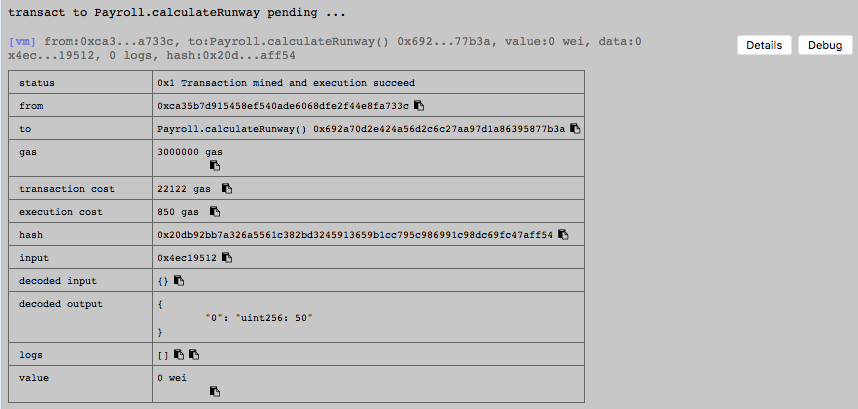 transact to Payroll.calculateRunway pending ...
[vm] from:0xca3...a733c, to:Payroll.calculateRunway() 0x692...77b3a, value:0 wei, data:0
x4ec...19512, 0 logs, hash:0x20d...aff54
Details
Debug
status 0x1 Transaction mined and execution succeed
from 0xca35b7d915458ef540ade6068dfe2f44e8fa733c
to Payroll.calculateRunway() 0x692a70d2e424a56d2c6c27aa97d1a86395877b3a
gas 3000000 gas
transaction cost 22122 gas
execution cost 850 gas
hash 0x20db92bb7a326a5561c382bd3245913659b1cc795c986991c98dc69fc47aff54
input 0x4ec19512
decoded input {}
decoded output {
"0": "uint256: 50"
}
logs []
value 0 wei